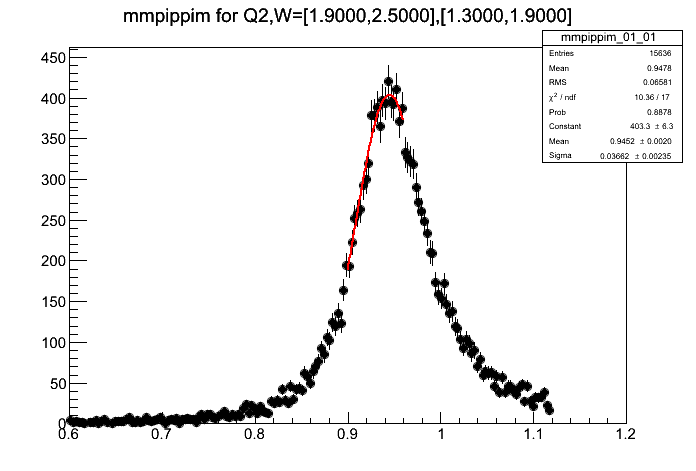 mmpippim for Q2,W=[1.9000,2.5000],[1.3000,1.9000]
mmpippim_01_01
Entries 15636
Mean 0.9478
RMS 0.06581
χ² / ndf 10.36 / 17
Prob 0.8878
Constant 403.3 ± 6.3
Mean 0.9452 ± 0.0020
Sigma 0.03662 ± 0.00235
450
400
350
300
250
200
150
100
50
0
0.6 0.7 0.8 0.9 1 1.1 1.2